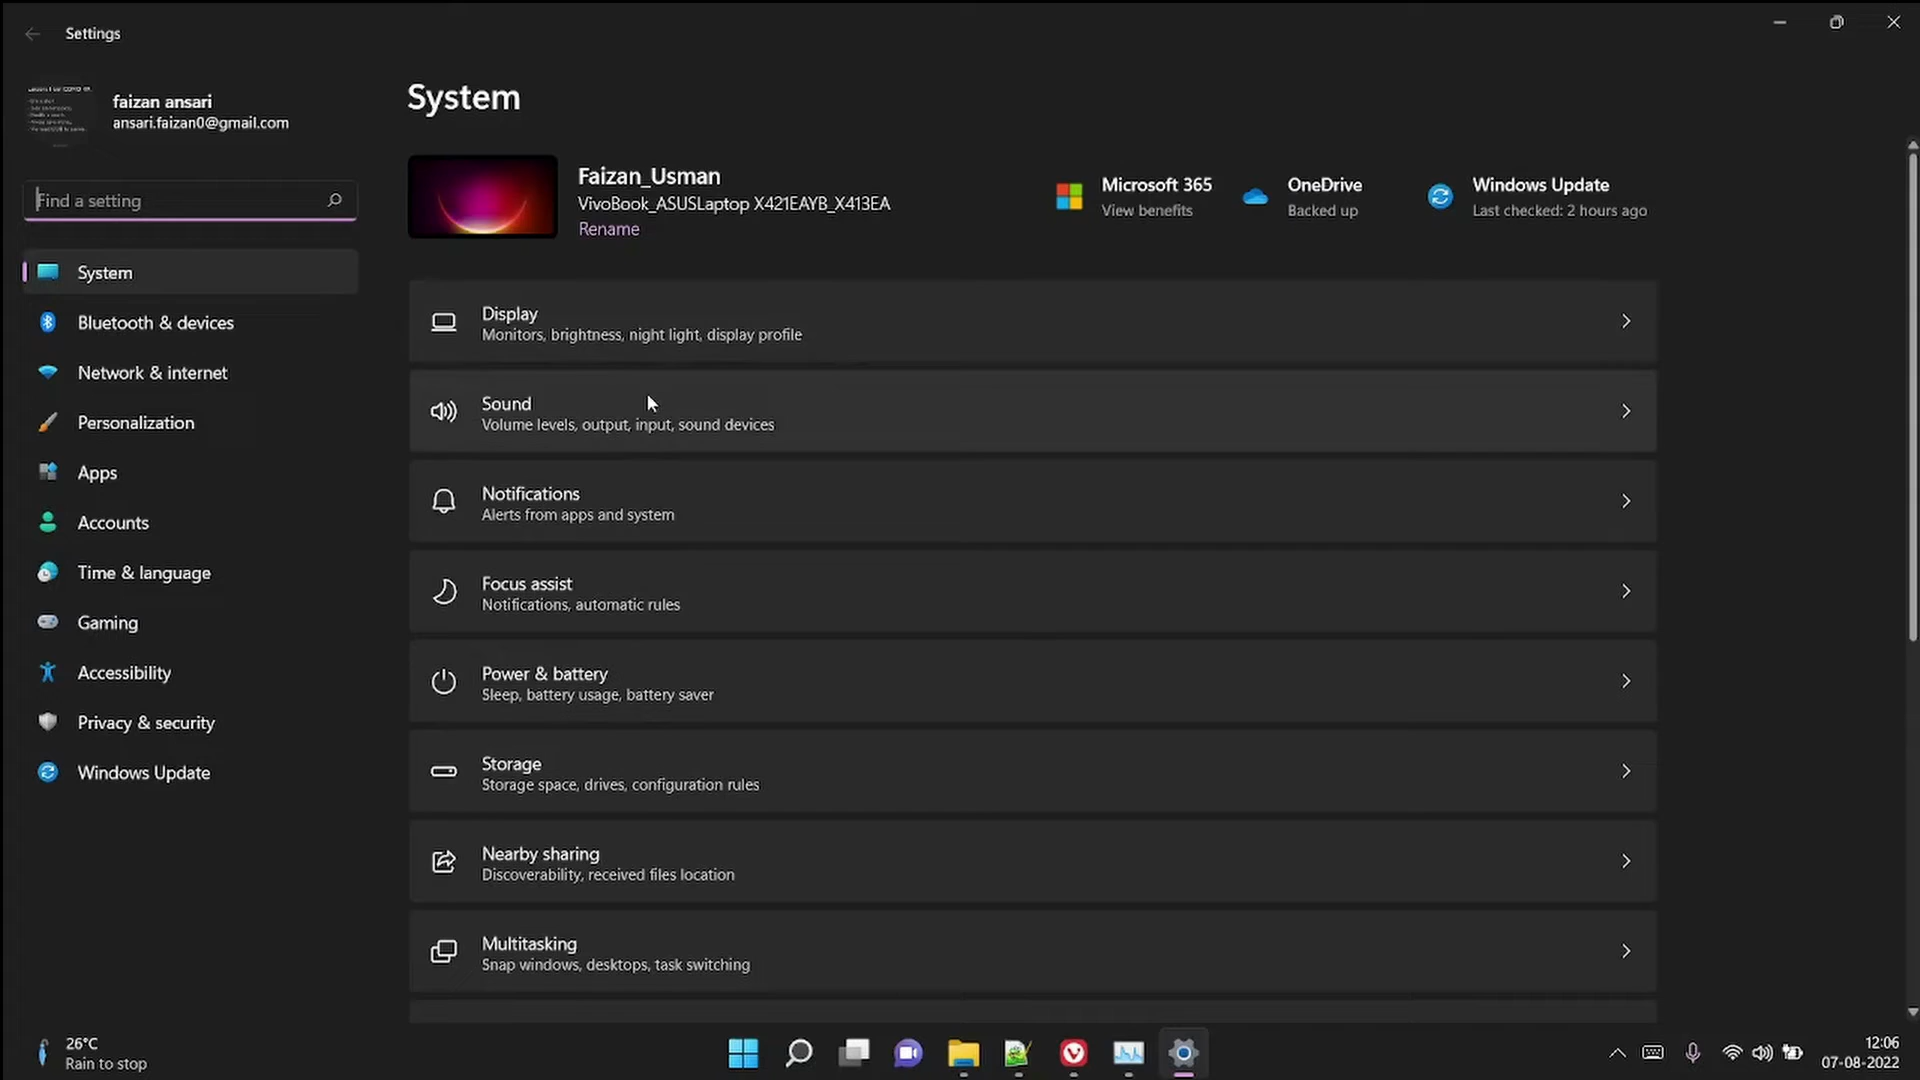 Settings
faizan ansari
ansari.faizan0@gmail.com
Find a setting
System
Bluetooth & devices
Network & internet
Personalization
Apps
Accounts
Time & language
Gaming
Accessibility
Privacy & security
Windows Update
System
Faizan_Usman
VivoBook_ASUSLaptop X421EAYB_X413EA
Rename
Microsoft 365
View benefits
OneDrive
Backed up
Windows Update
Last checked: 2 hours ago
Display
Monitors, brightness, night light, display profile
Sound
Volume levels, output, input, sound devices
Notifications
Alerts from apps and system
Focus assist
Notifications, automatic rules
Power & battery
Sleep, battery usage, battery saver
Storage
Storage space, drives, configuration rules
Nearby sharing
Discoverability, received files location
Multitasking
Snap windows, desktops, task switching
26°C
Rain to stop
12:06
07-08-2022